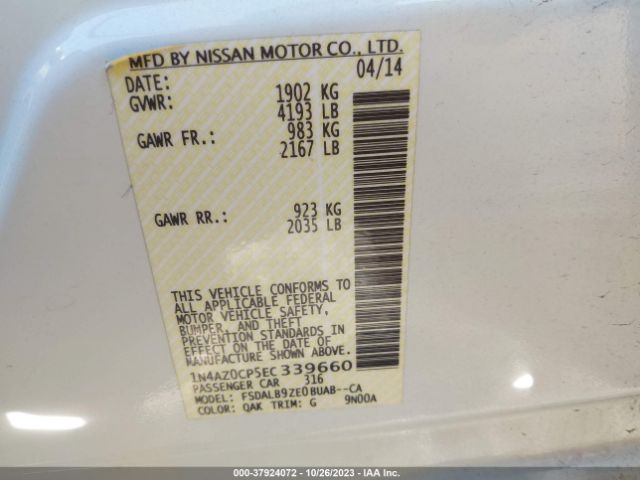 MFD BY NISSAN MOTOR CO., LTD.
DATE: 04/14
GVWR: 1902 KG
4193 LB
GAWR FR.: 983 KG
2167 LB
GAWR RR.: 923 KG
2035 LB
THIS VEHICLE CONFORMS TO
ALL APPLICABLE FEDERAL
MOTOR VEHICLE SAFETY,
BUMPER, AND THEFT
PREVENTION STANDARDS IN
EFFECT ON THE DATE OF
MANUFACTURE SHOWN ABOVE.
1N4AZ0CP5EC339660
PASSENGER CAR 316
MODEL: FSDALB9ZE0BUAB--CA
COLOR: QAK TRIM: G 9N00A
000-37924072 - 10/26/2023 - IAA Inc.